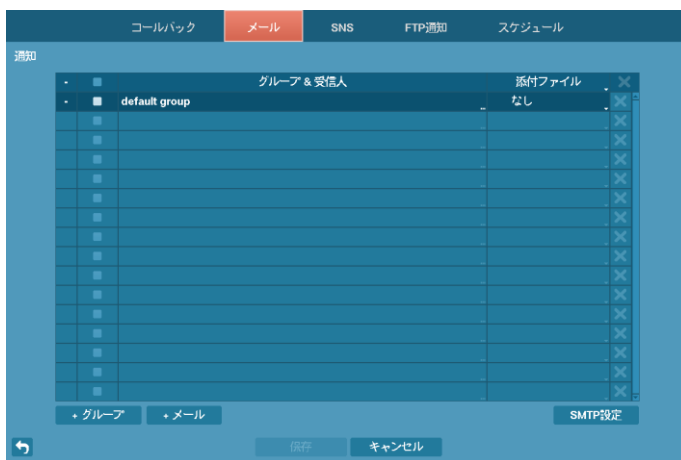 コールバック メール SNS FTP通知 スケジュール
通知
- グループ & 受信人 添付ファイル
- default group なし
+ グループ + メール SMTP設定
保存 キャンセル